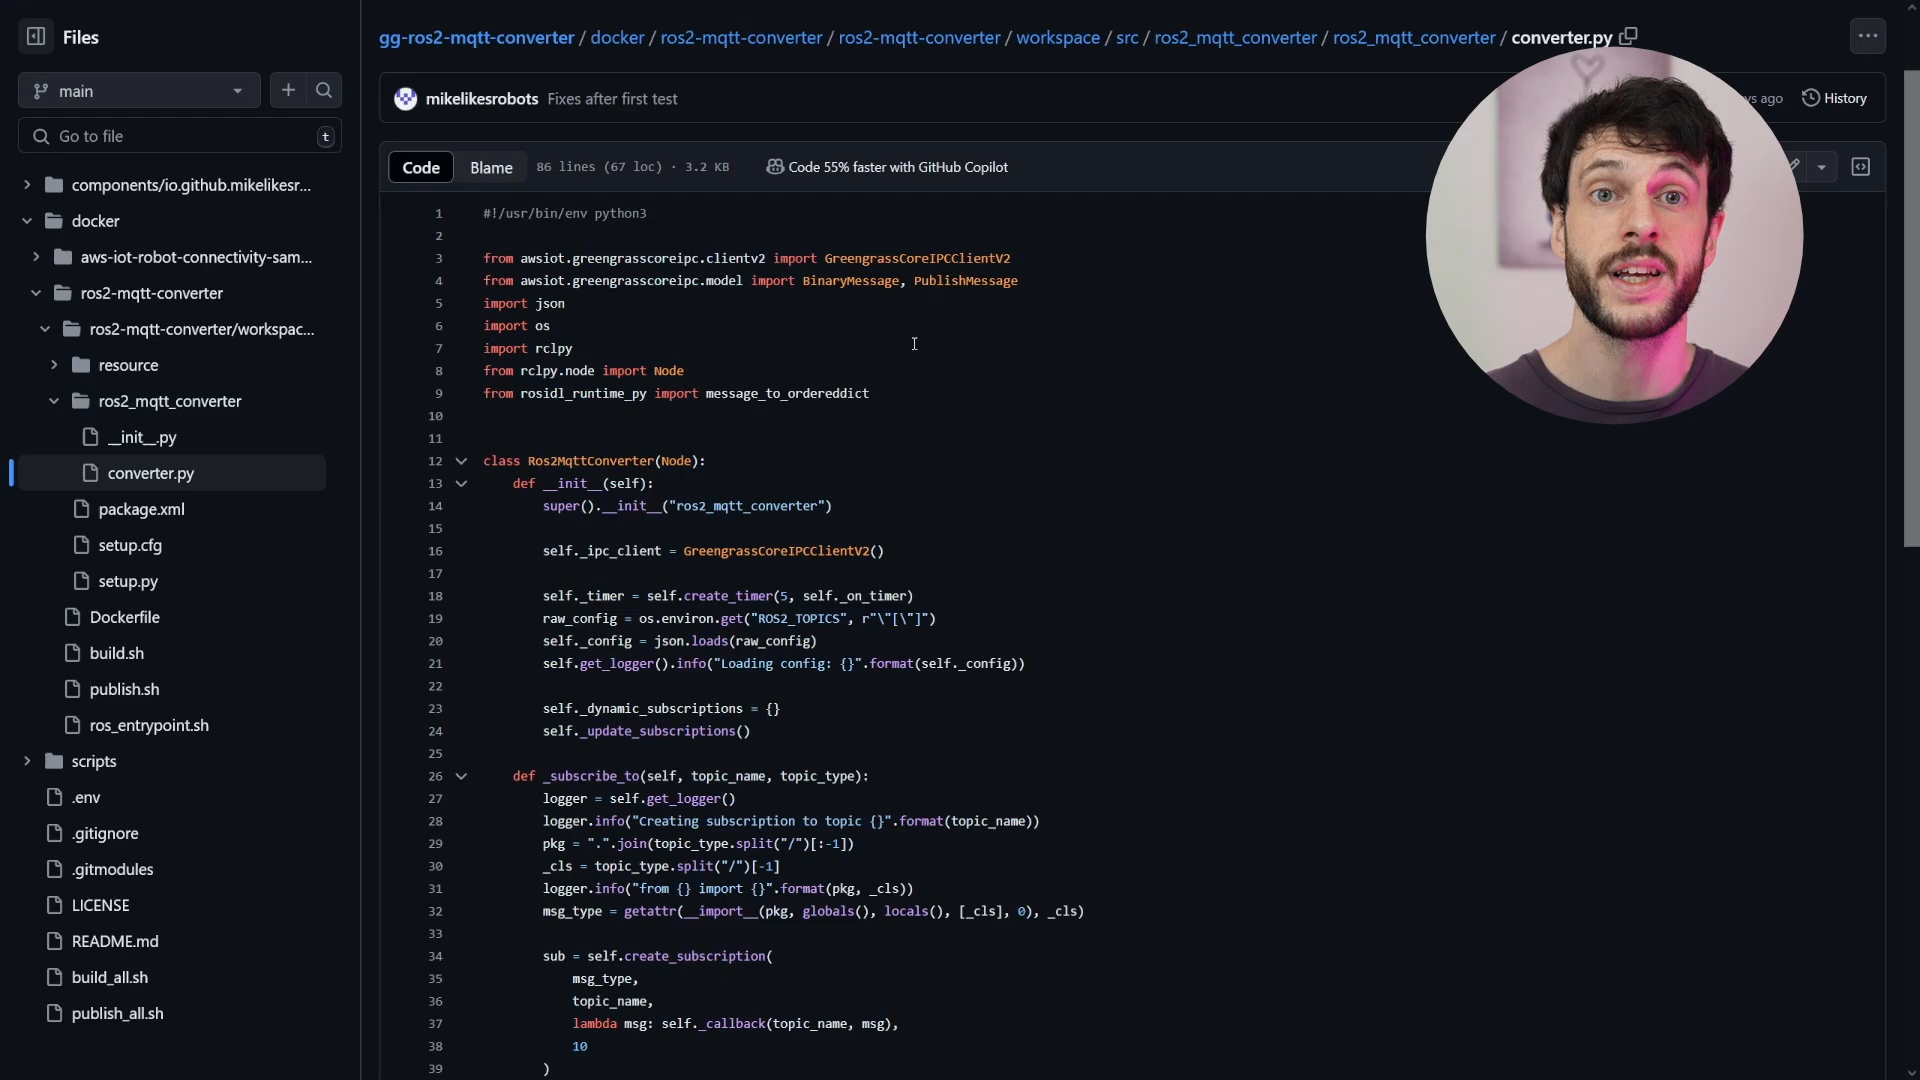 Files
main
Go to file
t
components/io.github.mikelikesr...
docker
aws-iot-robot-connectivity-sam...
ros2-mqtt-converter
ros2-mqtt-converter/workspac...
resource
ros2_mqtt_converter
__init__.py
converter.py
package.xml
setup.cfg
setup.py
Dockerfile
build.sh
publish.sh
ros_entrypoint.sh
scripts
.env
.gitignore
.gitmodules
LICENSE
README.md
build_all.sh
publish_all.sh
gg-ros2-mqtt-converter / docker / ros2-mqtt-converter / ros2-mqtt-converter / workspace / src / ros2_mqtt_converter / ros2_mqtt_converter / converter.py
mikelikesrobots Fixes after first test ago History
Code Blame 86 lines (67 loc) · 3.2 KB Code 55% faster with GitHub Copilot
1 #!/usr/bin/env python3
2
3 from awsiot.greengrasscoreipc.clientv2 import GreengrassCoreIPCClientV2
4 from awsiot.greengrasscoreipc.model import BinaryMessage, PublishMessage
5 import json
6 import os
7 import rclpy
8 from rclpy.node import Node
9 from rosidl_runtime_py import message_to_ordereddict
10
11
12 class Ros2MqttConverter(Node):
13 def __init__(self):
14 super().__init__("ros2_mqtt_converter")
15
16 self._ipc_client = GreengrassCoreIPCClientV2()
17
18 self._timer = self.create_timer(5, self._on_timer)
19 raw_config = os.environ.get("ROS2_TOPICS", r"\"[\"]")
20 self._config = json.loads(raw_config)
21 self.get_logger().info("Loading config: {}".format(self._config))
22
23 self._dynamic_subscriptions = {}
24 self._update_subscriptions()
25
26 def _subscribe_to(self, topic_name, topic_type):
27 logger = self.get_logger()
28 logger.info("Creating subscription to topic {}".format(topic_name))
29 pkg = ".".join(topic_type.split("/")[:-1])
30 _cls = topic_type.split("/")[-1]
31 logger.info("from {} import {}".format(pkg, _cls))
32 msg_type = getattr(__import__(pkg, globals(), locals(), [_cls], 0), _cls)
33
34 sub = self.create_subscription(
35 msg_type,
36 topic_name,
37 lambda msg: self._callback(topic_name, msg),
38 10
39 )